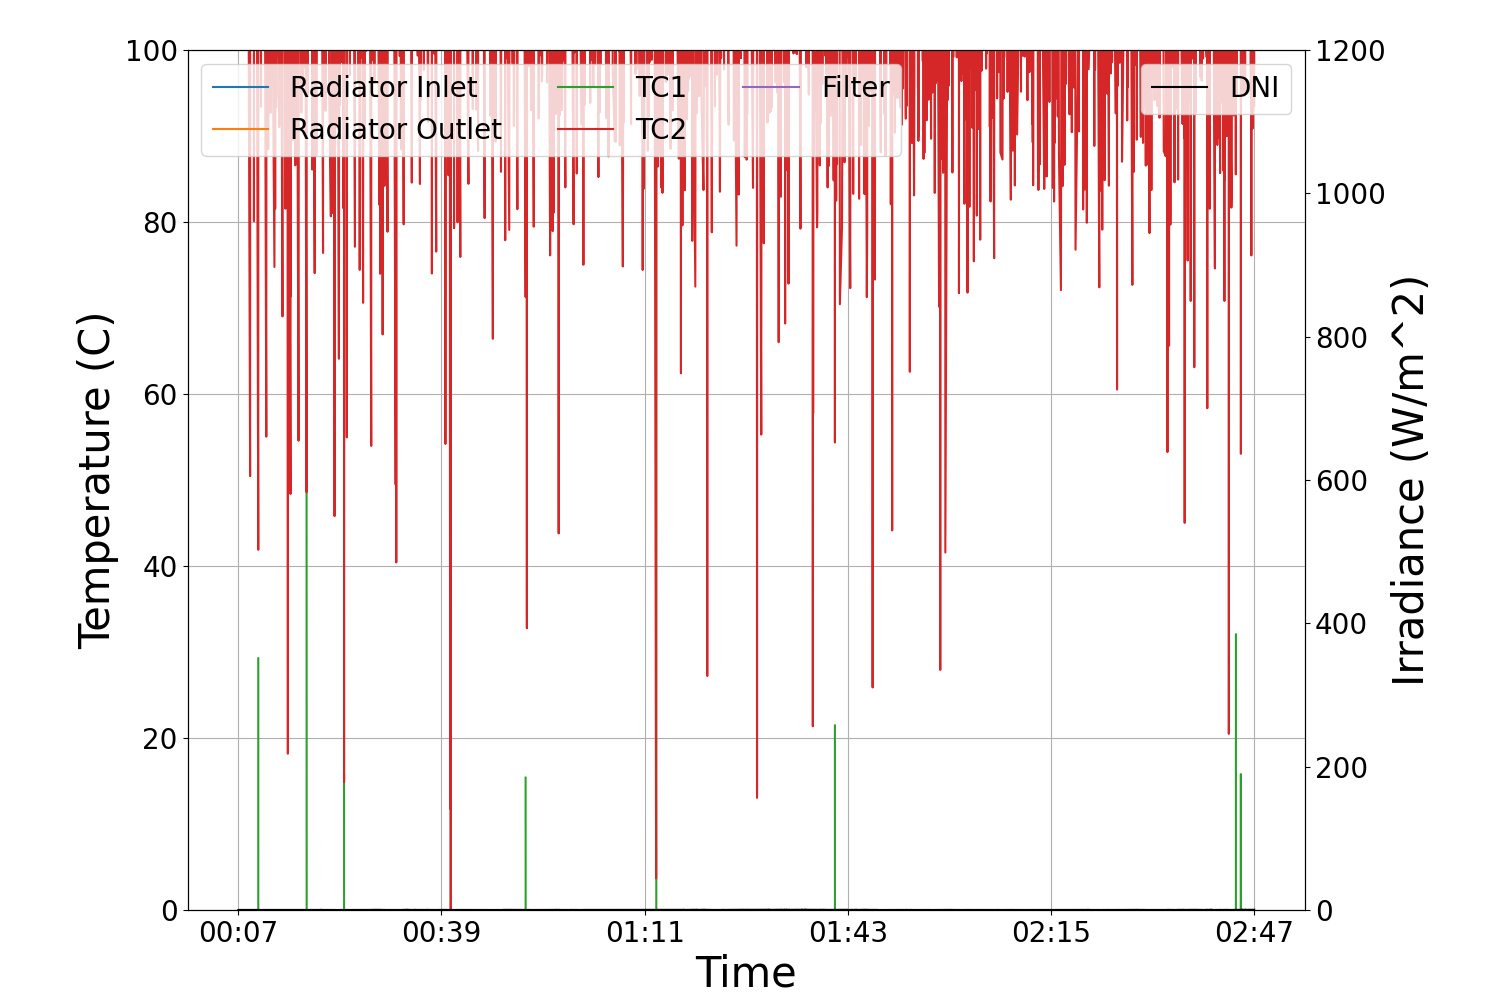 100
80
60
40
20
0
Temperature (C)
Radiator Inlet
Radiator Outlet
TC1
TC2
Filter
DNI
1200
1000
800
600
400
200
0
Irradiance (W/m^2)
00:07 00:39 01:11 01:43 02:15 02:47
Time